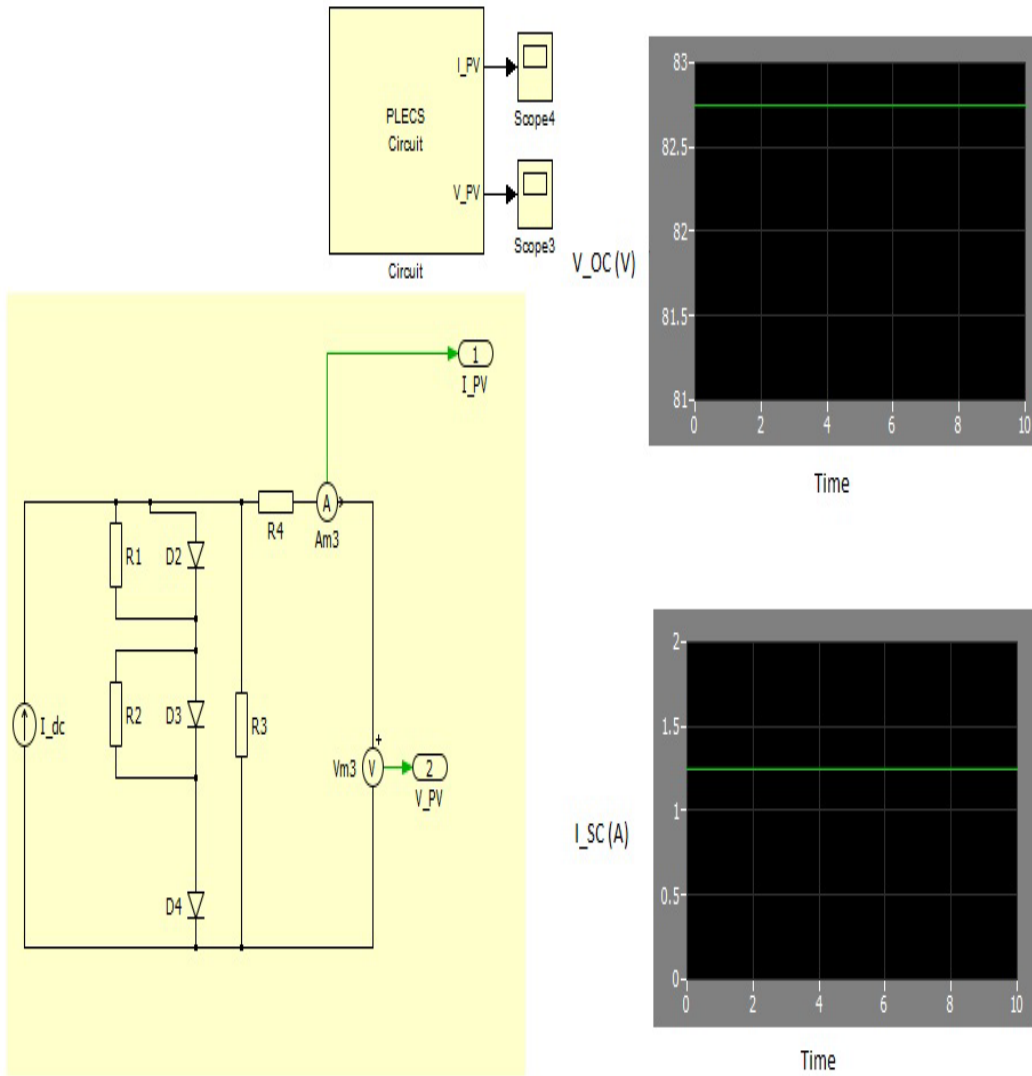 I_PV
PLECS
Circuit
V_PV
Circuit
Scope4
Scope3
V_OC (V)
83
82.5
82
81.5
81
0 2 4 6 8 10
Time
1
I_PV
A
Am3
R4
R1
D2
R2
D3
R3
I_dc
+
Vm3
V
2
V_PV
D4
I_SC (A)
2
1.5
1
0.5
0
0 2 4 6 8 10
Time